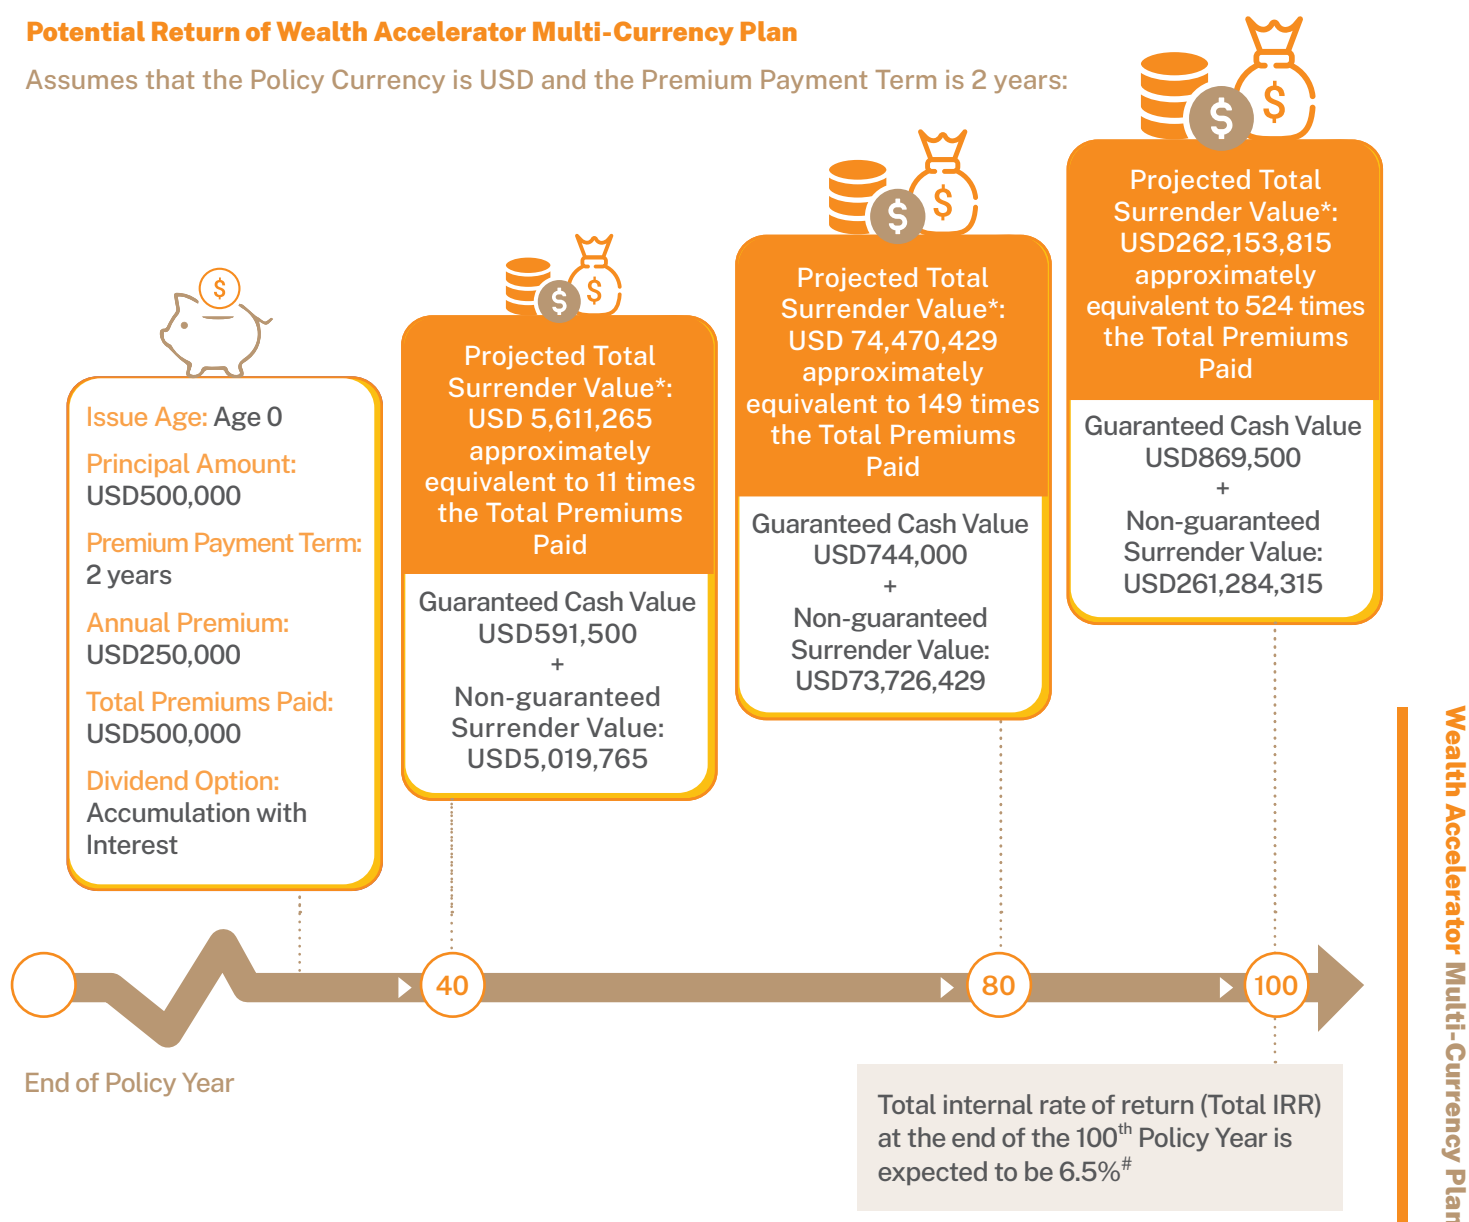 Potential Return of Wealth Accelerator Multi-Currency Plan
Assumes that the Policy Currency is USD and the Premium Payment Term is 2 years:
$
Issue Age: Age 0
Principal Amount:
USD500,000
Premium Payment Term:
2 years
Annual Premium:
USD250,000
Total Premiums Paid:
USD500,000
Dividend Option:
Accumulation with
Interest
$
$
Projected Total
Surrender Value*:
USD 5,611,265
approximately
equivalent to 11 times
the Total Premiums
Paid
Guaranteed Cash Value
USD591,500
+
Non-guaranteed
Surrender Value:
USD5,019,765
$
$
Projected Total
Surrender Value*:
USD 74,470,429
approximately
equivalent to 149 times
the Total Premiums
Paid
Guaranteed Cash Value
USD744,000
+
Non-guaranteed
Surrender Value:
USD73,726,429
$
$
Projected Total
Surrender Value*:
USD262,153,815
approximately
equivalent to 524 times
the Total Premiums
Paid
Guaranteed Cash Value
USD869,500
+
Non-guaranteed
Surrender Value:
USD261,284,315
40
80
100
End of Policy Year
Total internal rate of return (Total IRR)
at the end of the 100th Policy Year is
expected to be 6.5%#
Wealth Accelerator Multi-Currency Plan